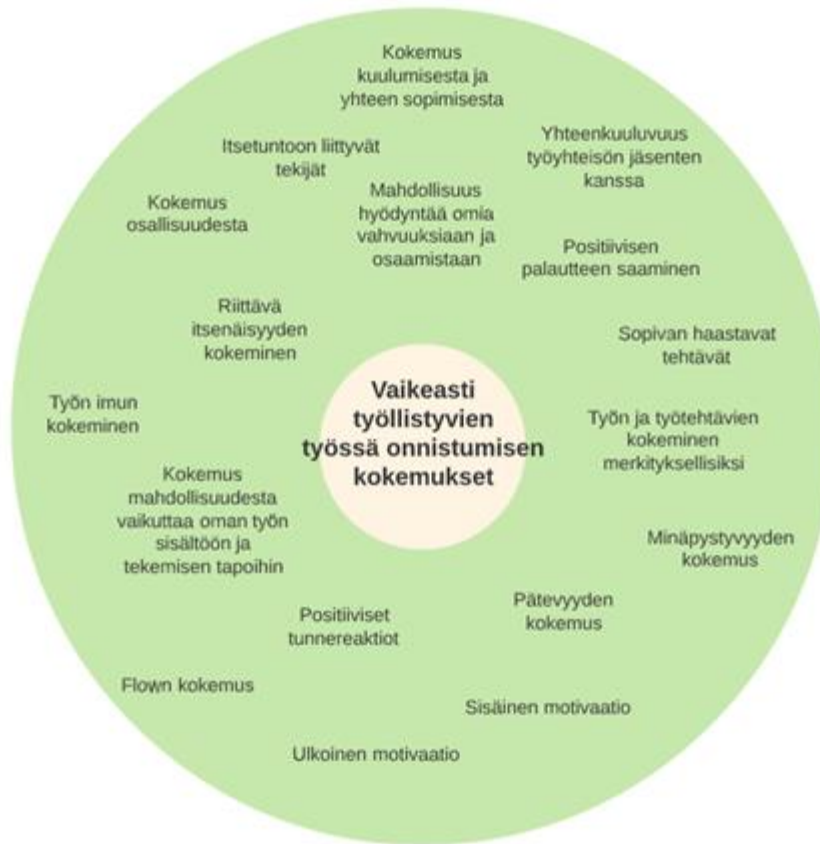 Kokemus
kuulumisesta ja
yhteen sopimisesta
Itsetuntoon liittyvät
tekijät
Yhteenkuuluvuus
työyhteisön jäsenten
kanssa
Kokemus
osallisuudesta
Mahdollisuus
hyödyntää omia
vahvuuksiaan ja
osaamistaan
Positiivisen
palautteen saaminen
Riittävä
itsenäisyyden
kokeminen
Sopivan haastavat
tehtävät
Työn imun
kokeminen
Vaikeasti
työllistyvien
työssä onnistumisen
kokemukset
Työn ja työtehtävien
kokeminen
merkityksellisiksi
Kokemus
mahdollisuudesta
vaikuttaa oman työn
sisältöön ja
tekemisen tapoihin
Minäpystyvyyden
kokemus
Positiiviset
tunnereaktiot
Pätevyyden
kokemus
Flown kokemus
Sisäinen motivaatio
Ulkoinen motivaatio